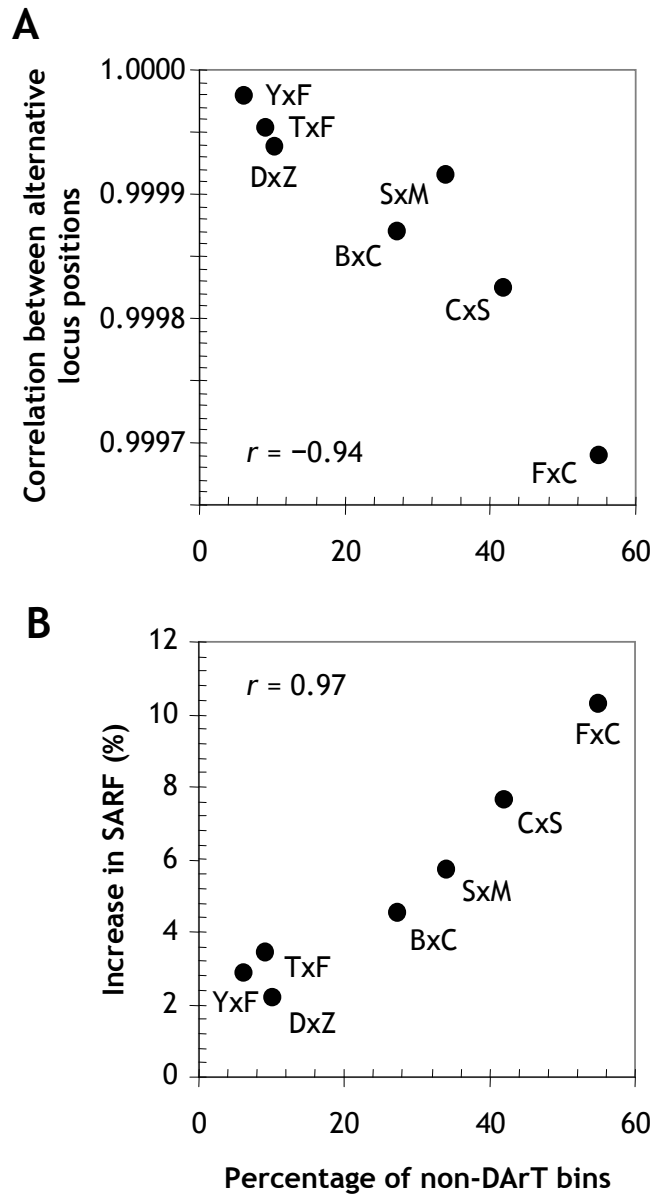 A
Correlation between alternative
locus positions
1.0000
0.9999
0.9998
0.9997
YxF
TxF
DxZ
SxM
BxC
CxS
FxC
r = −0.94
0
20
40
60
B
Increase in SARF (%)
12
10
8
6
4
2
0
r = 0.97
FxC
CxS
SxM
BxC
TxF
YxF
DxZ
0
20
40
60
Percentage of non-DArT bins